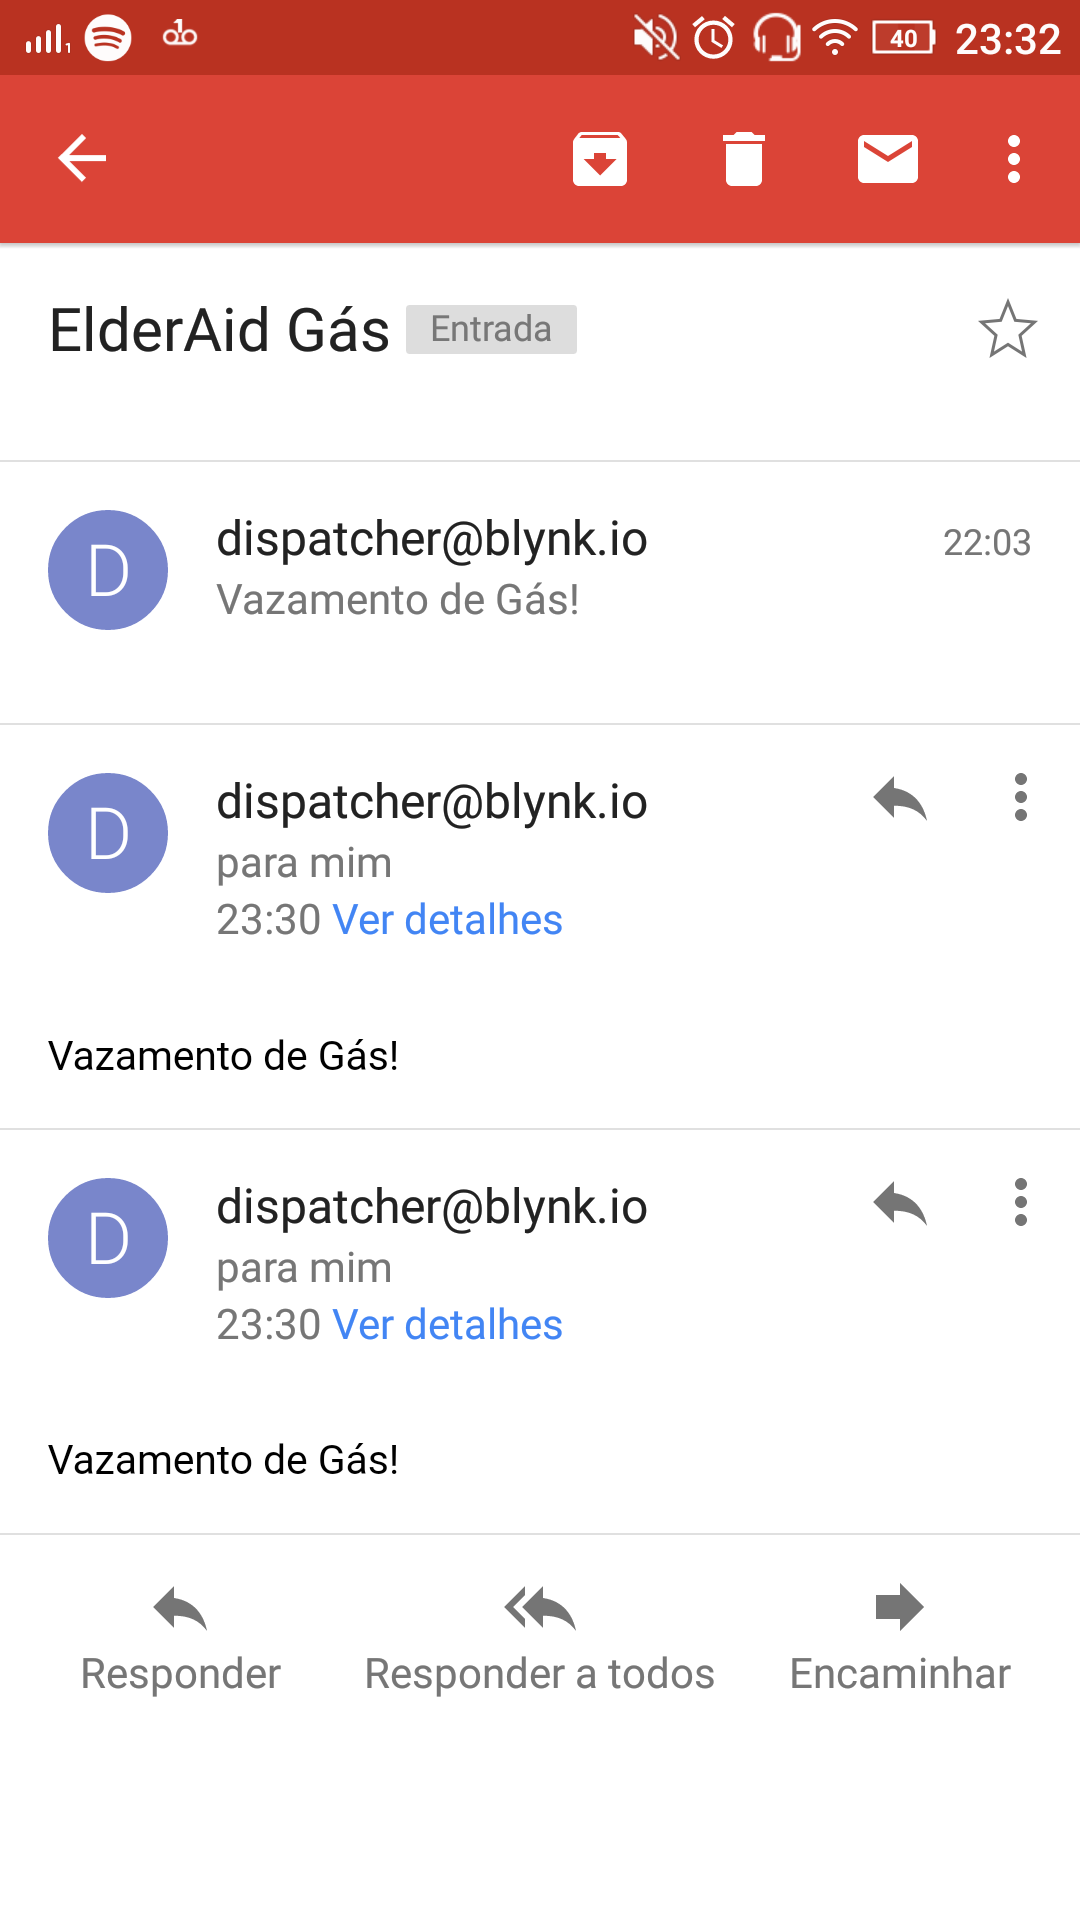 1 40 23:32
ElderAid Gás Entrada
D
dispatcher@blynk.io 22:03
Vazamento de Gás!
D
dispatcher@blynk.io
para mim
23:30 Ver detalhes
Vazamento de Gás!
D
dispatcher@blynk.io
para mim
23:30 Ver detalhes
Vazamento de Gás!
Responder Responder a todos Encaminhar